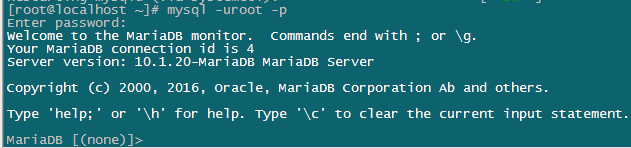 [root@localhost ~]# mysql -uroot -p
Enter password:
Welcome to the MariaDB monitor.  Commands end with ; or \g.
Your MariaDB connection id is 4
Server version: 10.1.20-MariaDB MariaDB Server
Copyright (c) 2000, 2016, Oracle, MariaDB Corporation Ab and others.
Type 'help;' or '\h' for help. Type '\c' to clear the current input statement.
MariaDB [(none)]>